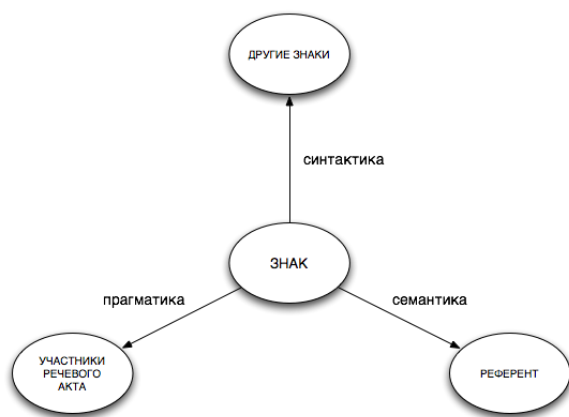 ДРУГИЕ ЗНАКИ
синтактика
ЗНАК
прагматика
семантика
УЧАСТНИКИ
РЕЧЕВОГО
АКТА
РЕФЕРЕНТ